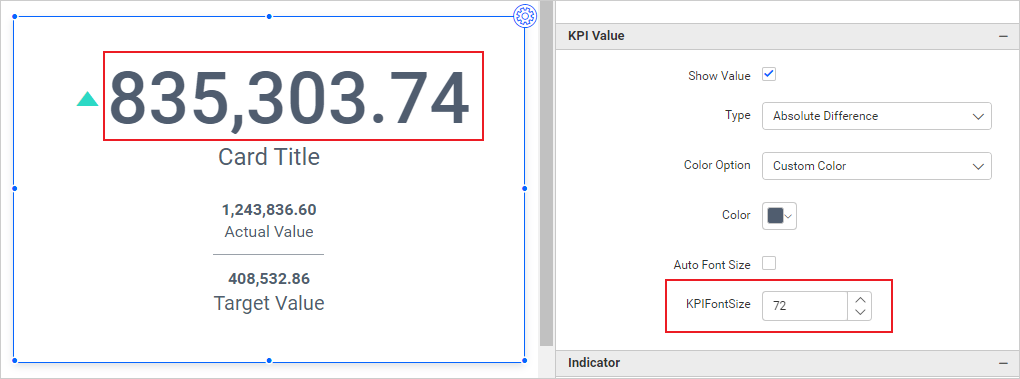 835,303.74
Card Title
1,243,836.60
Actual Value
408,532.86
Target Value
KPI Value
Show Value
Type Absolute Difference
Color Option Custom Color
Color
Auto Font Size
KPIFontSize 72
Indicator